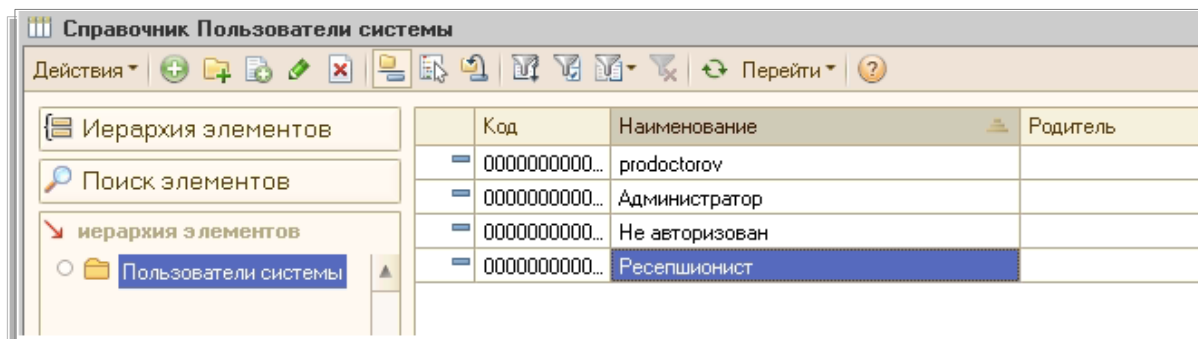 Справочник Пользователи системы
Действия Перейти
Иерархия элементов
Поиск элементов
иерархия элементов
Пользователи системы
Код Наименование Родитель
0000000000... prodoctorov
0000000000... Администратор
0000000000... Не авторизован
0000000000... Ресепшионист